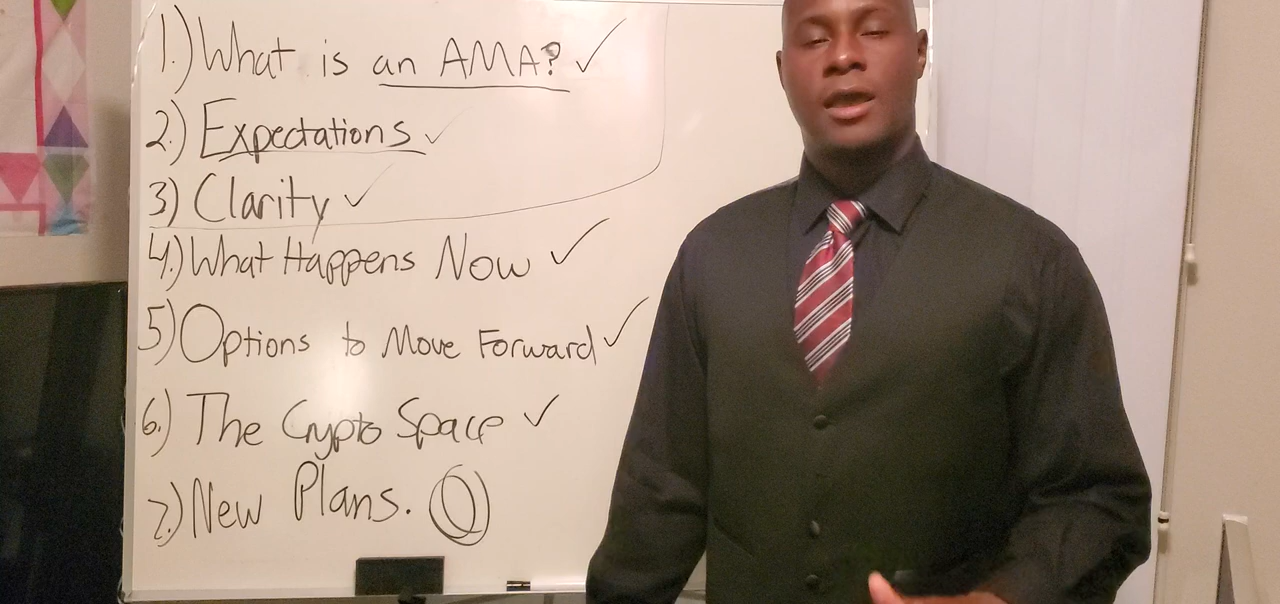 1.) What is an AMA? ✓
2.) Expectations ✓
3) Clarity ✓
4.) What Happens Now ✓
5) Options to Move Forward ✓
6.) The Crypto Space ✓
7.) New Plans.